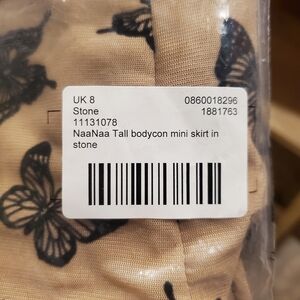 UK 8 0860018296
Stone 1881763
11131078
NaaNaa Tall bodycon mini skirt in
stone